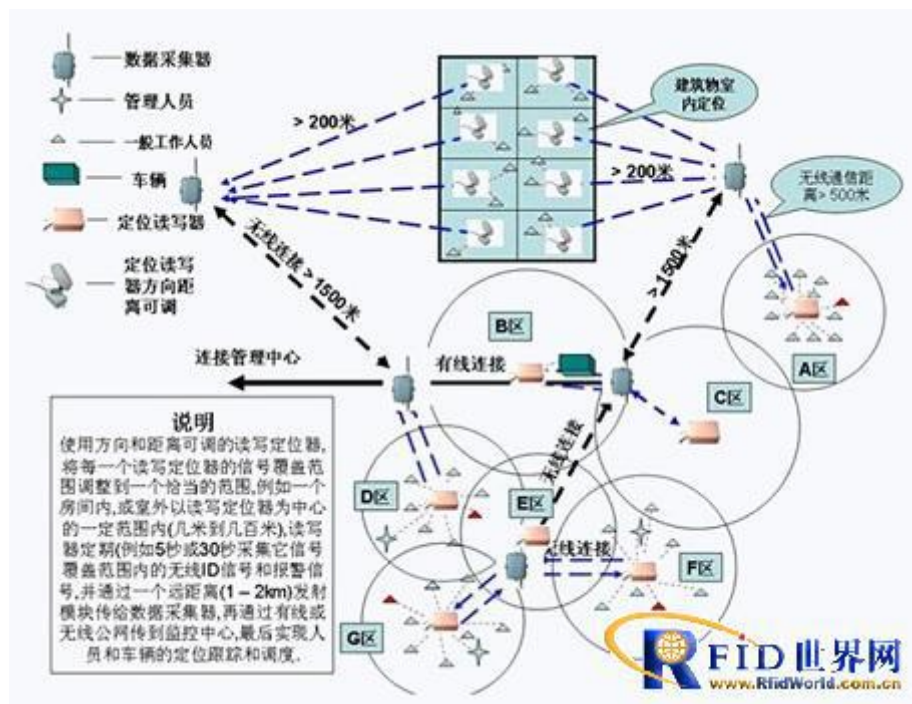 数据采集器
管理人员
一般工作人员
车辆
定位读写器
定位读写
器方向距
离可调
> 200米
建筑物室
内定位
> 200米
无线通信距
离> 500米
无线连接 > 1500米
> 1500米
B区
A区
C区
连接管理中心
有线连接
无线连接
D区
E区
无线连接
F区
G区
说明
使用方向和距离可调的读写定位器,
将每一个读写定位器的信号覆盖范
围调整到一个恰当的范围,例如一个
房间内,或室外以读写定位器为中心
的一定范围内(几米到几百米),读写
器定期(例如5秒或30秒采集它信号
覆盖范围内的无线ID信号和报警信
号,并通过一个远距离(1 – 2km)发射
模块传给数据采集器,再通过有线或
无线公网传到监控中心,最后实现人
员和车辆的定位跟踪和调度.
RFID世界网
www.RfidWorld.com.cn